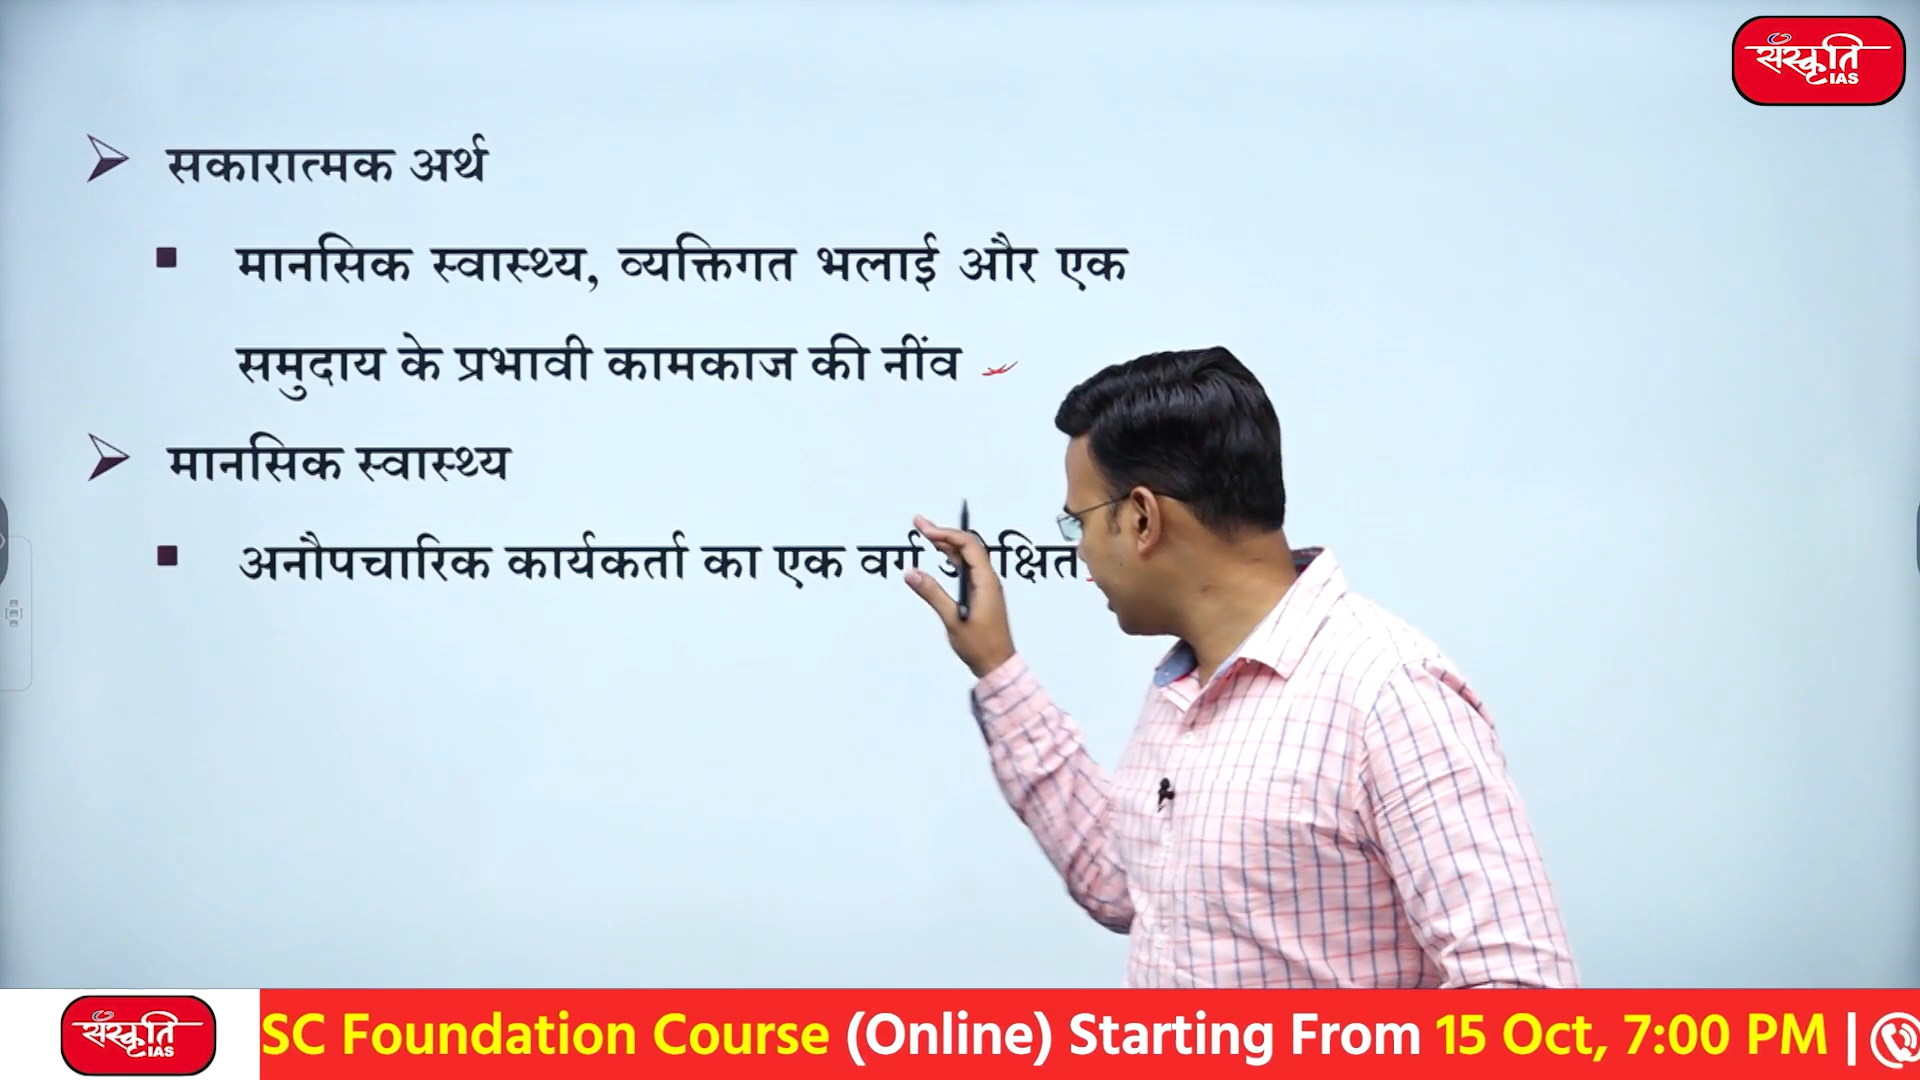 संस्कृति
IAS
सकारात्मक अर्थ
मानसिक स्वास्थ्य, व्यक्तिगत भलाई और एक
समुदाय के प्रभावी कामकाज की नींव
मानसिक स्वास्थ्य
अनौपचारिक कार्यकर्ता का एक वर्ग
संस्कृति
IAS
SC Foundation Course (Online) Starting From 15 Oct, 7:00 PM |